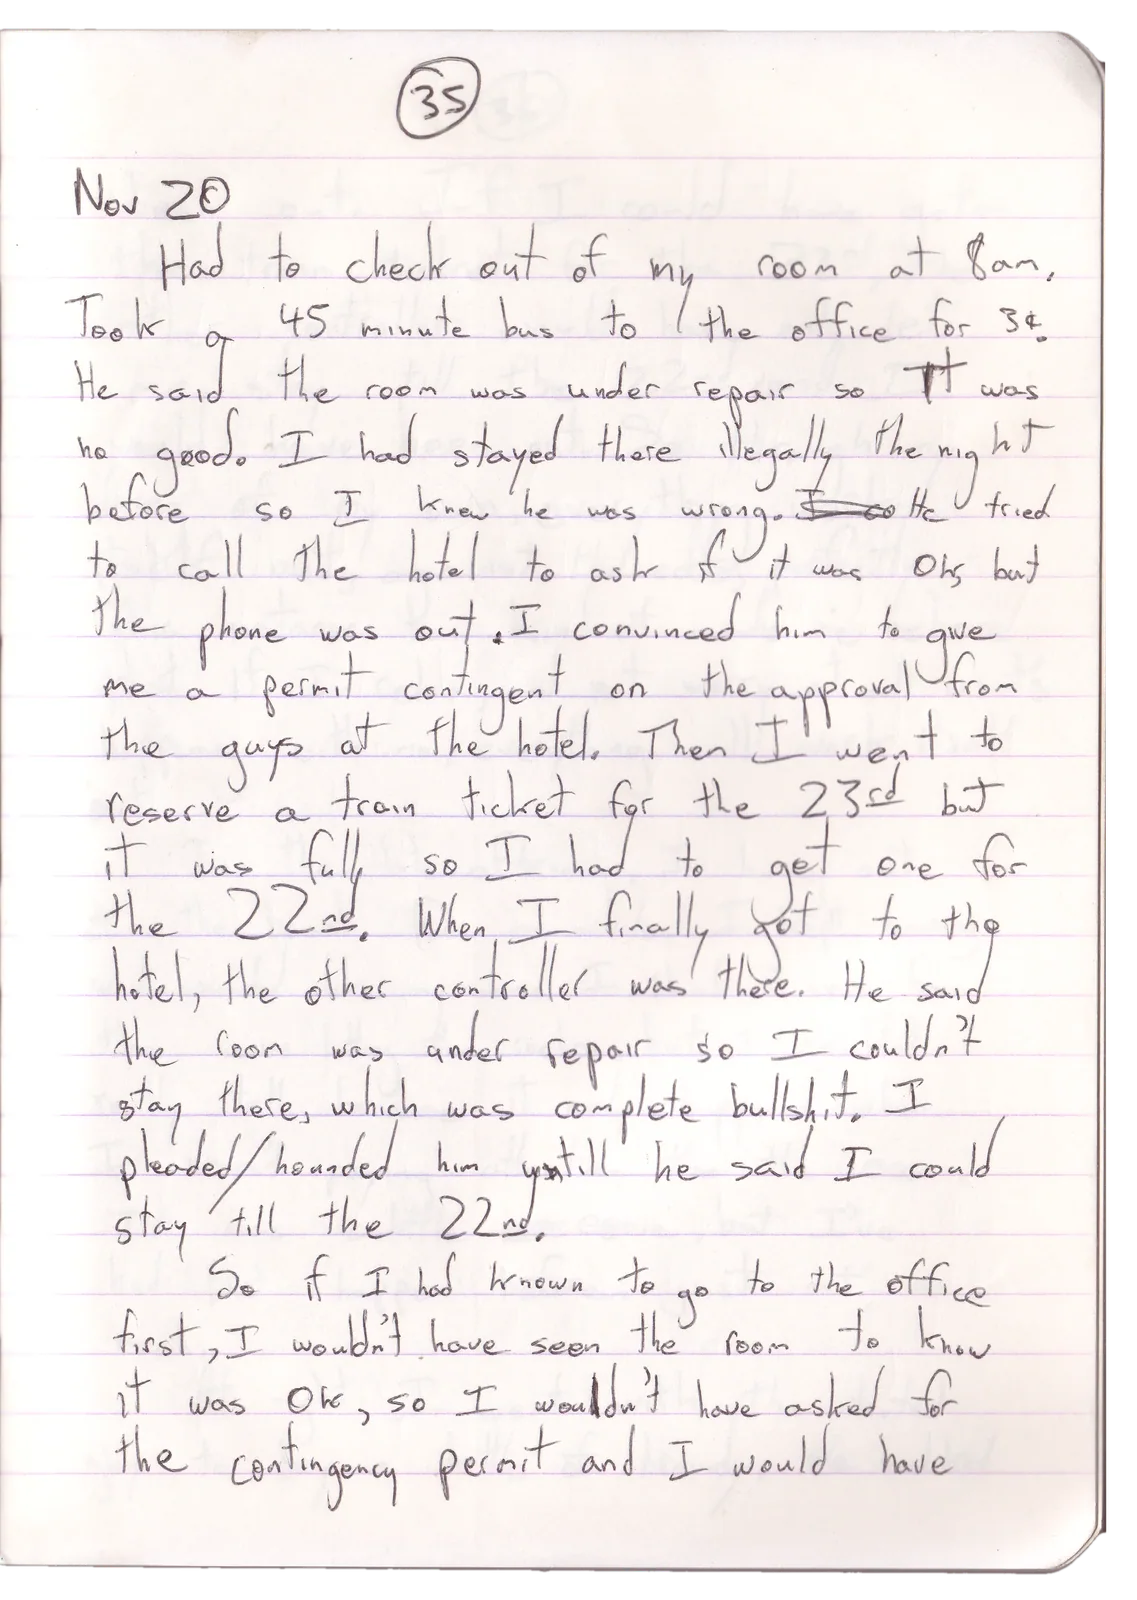 35
Nov 20
Had to check out of my room at 8am.
Took a 45 minute bus to the office for 3¢.
He said the room was under repair so It was
no good. I had stayed there illegally the night
before so I knew he was wrong. I so He tried
to call the hotel to ask if it was Ok, but
the phone was out. I convinced him to give
me a permit contingent on the approval from
the guys at the hotel. Then I went to
reserve a train ticket for the 23rd but
it was full, so I had to get one for
the 22nd. When I finally got to the
hotel, the other controller was there. He said
the room was under repair so I couldn't
stay there, which was complete bullshit. I
pleaded/hounded him untill he said I could
stay 'till the 22nd.
So if I had known to go to the office
first, I wouldn't have seen the room to know
it was Ok, so I wouldn't have asked for
the contingency permit and I would have